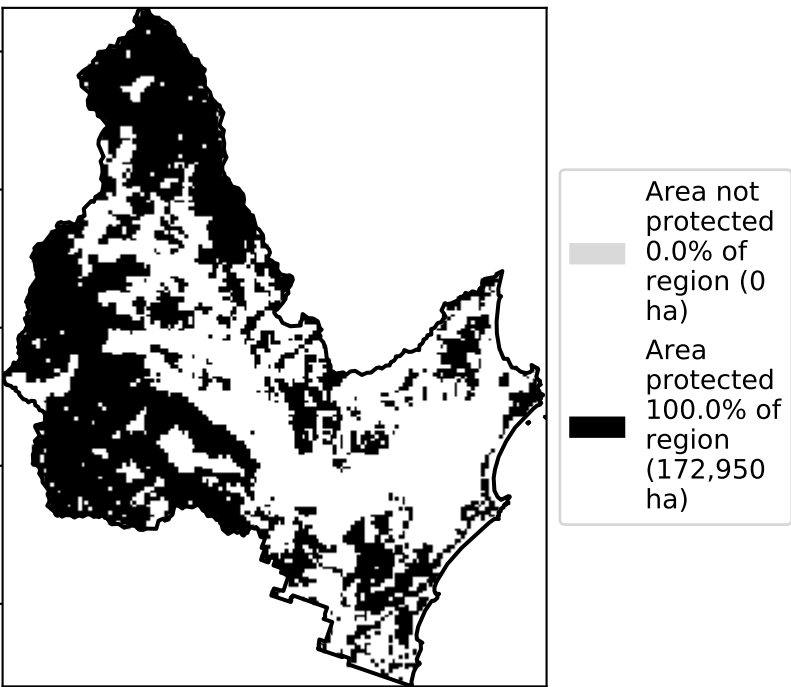 Area not
protected
0.0% of
region (0
ha)
Area
protected
100.0% of
region
(172,950
ha)